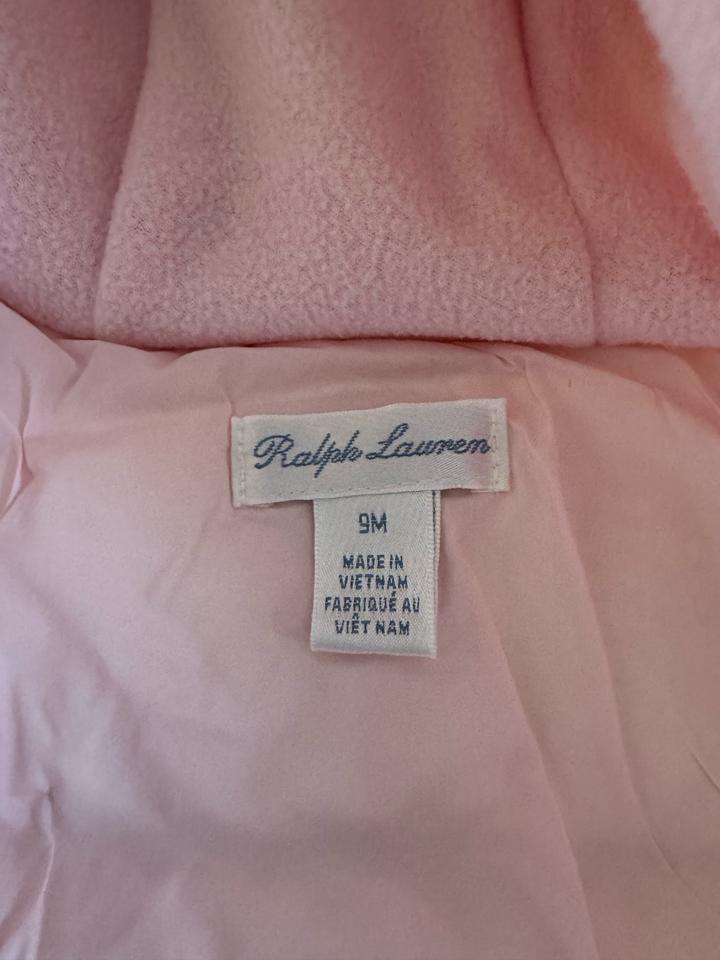 Ralph Lauren
9M
MADE IN
VIETNAM
FABRIQUÉ AU
VIÊT NAM